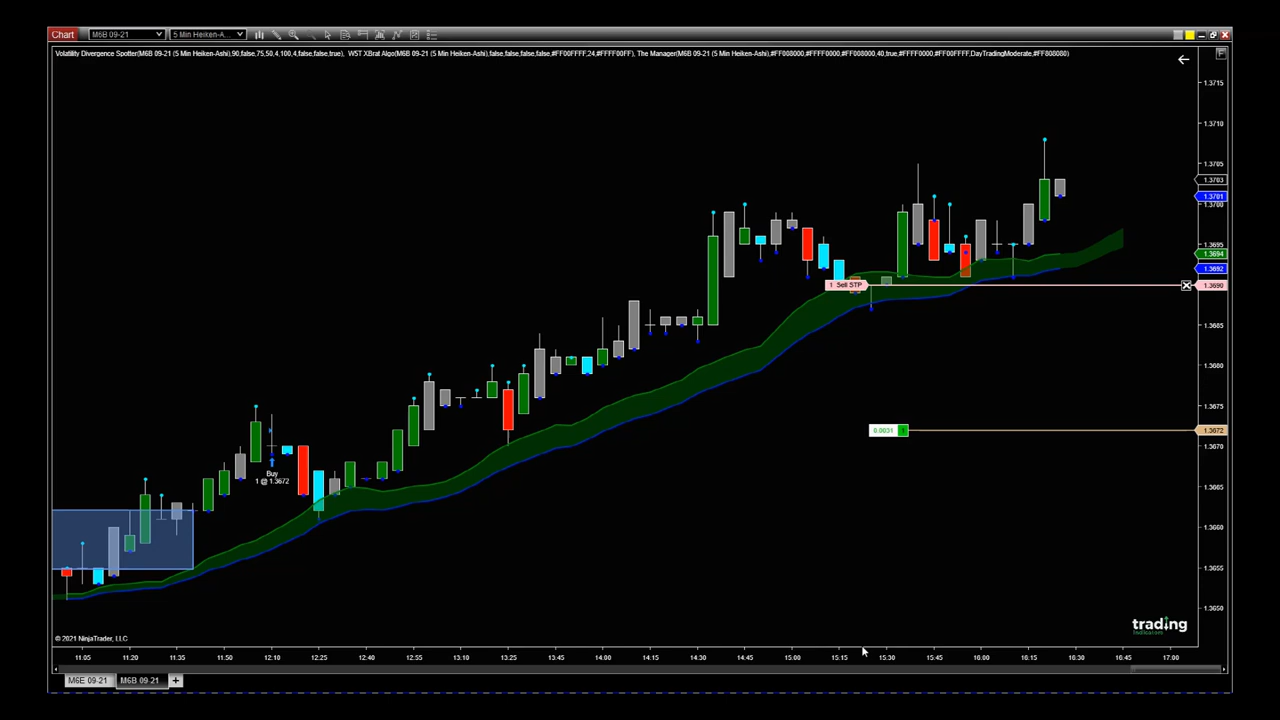 Chart M6B 09-21 5 Min Heiken-A...
Volatility Divergence Spotter(M6B 09-21 (5 Min Heiken-Ashi),90,false,75,50,4,100,4,false,false,true), WST XBrat Algo(M6B 09-21 (5 Min Heiken-Ashi),false,false,false,false,#FF00FFFF,24,#FFFF00FF), The Manager(M6B 09-21 (5 Min Heiken-Ashi),#FF008000,#FFFF0000,#FF008000,40,true,#FFFF0000,#FF00FFFF,DayTradingModerate,#FF808080)
F
1.3715
1.3710
1.3705
1.3703
1.3701
1.3700
1.3695
1.3694
1.3692
1 Sell STP
1.3690
1.3685
1.3680
1.3675
0.0031 1
1.3672
1.3670
Buy
1 @ 1.3672
1.3665
1.3660
1.3655
1.3650
trading
indicators
© 2021 NinjaTrader, LLC
11:05 11:20 11:35 11:50 12:10 12:25 12:40 12:55 13:10 13:25 13:45 14:00 14:15 14:30 14:45 15:00 15:15 15:30 15:45 16:00 16:15 16:30 16:45 17:00
M6E 09-21 M6B 09-21 +